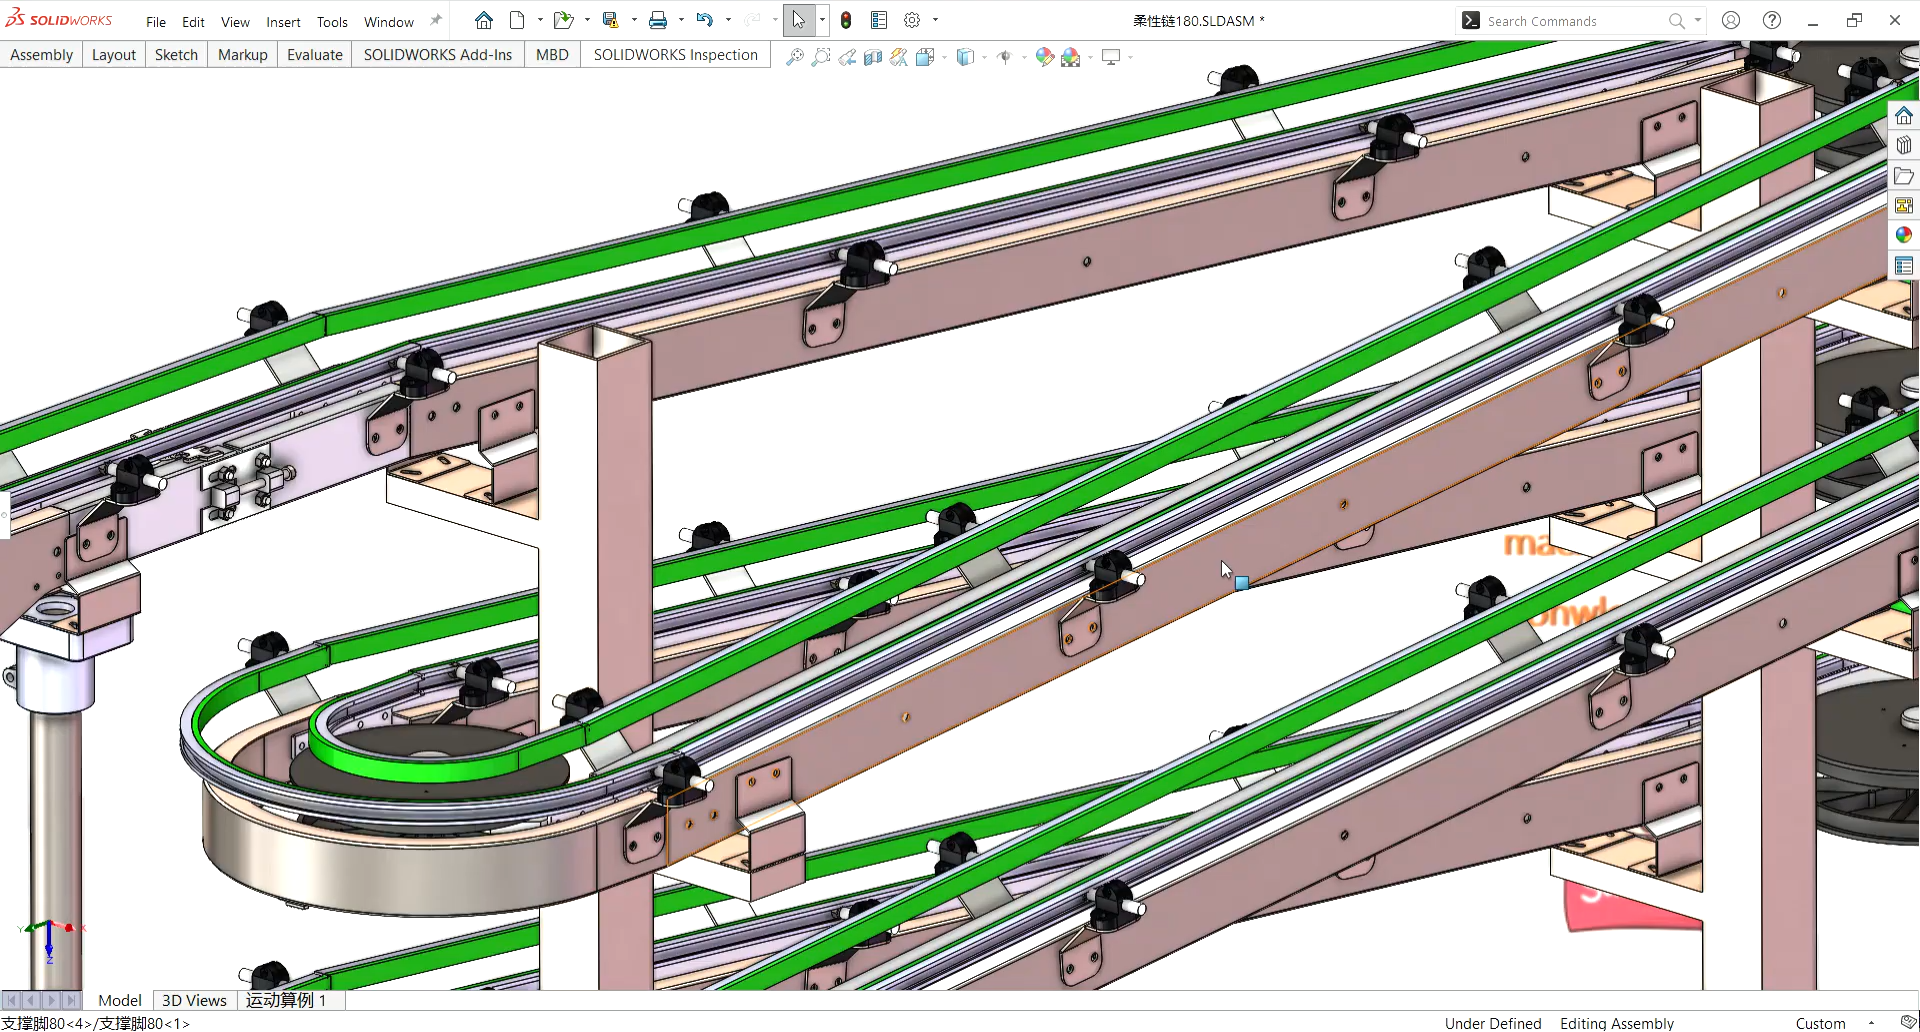 SOLIDWORKS File Edit View Insert Tools Window 柔性链180.SLDASM * Search Commands
Assembly Layout Sketch Markup Evaluate SOLIDWORKS Add-Ins MBD SOLIDWORKS Inspection
Y X
Z
Model 3D Views 运动算例 1
支撑脚80<4>/支撑脚80<1> Under Defined Editing Assembly Custom